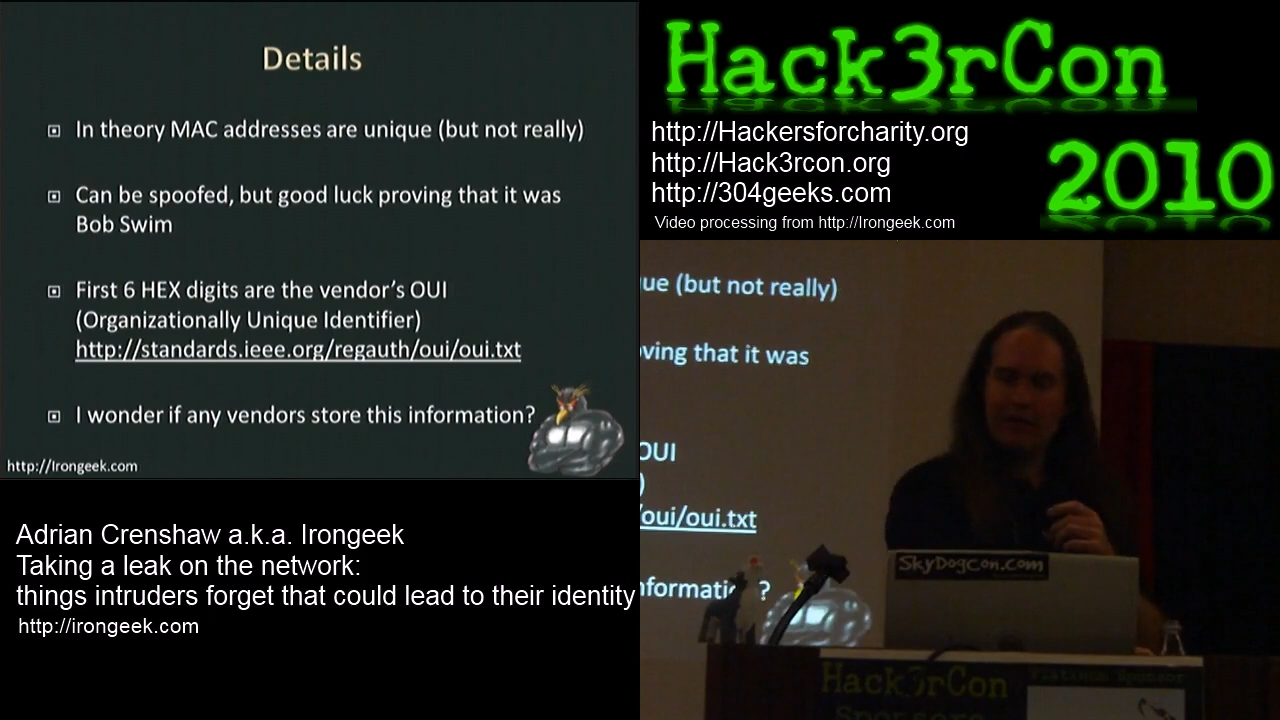 Details
In theory MAC addresses are unique (but not really)
Can be spoofed, but good luck proving that it was
Bob Swim
First 6 HEX digits are the vendor's OUI
(Organizationally Unique Identifier)
http://standards.ieee.org/regauth/oui/oui.txt
I wonder if any vendors store this information?
http://Irongeek.com
Adrian Crenshaw a.k.a. Irongeek
Taking a leak on the network:
things intruders forget that could lead to their identity
http://irongeek.com
Hack3rCon
http://Hackersforcharity.org
http://Hack3rcon.org
http://304geeks.com
2010
Video processing from http://Irongeek.com
ue (but not really)
ving that it was
OUI
)
/oui/oui.txt
nformati ?
SkyDogCon.com
Hack3rCon
Sponsors
Platinum Sponsor